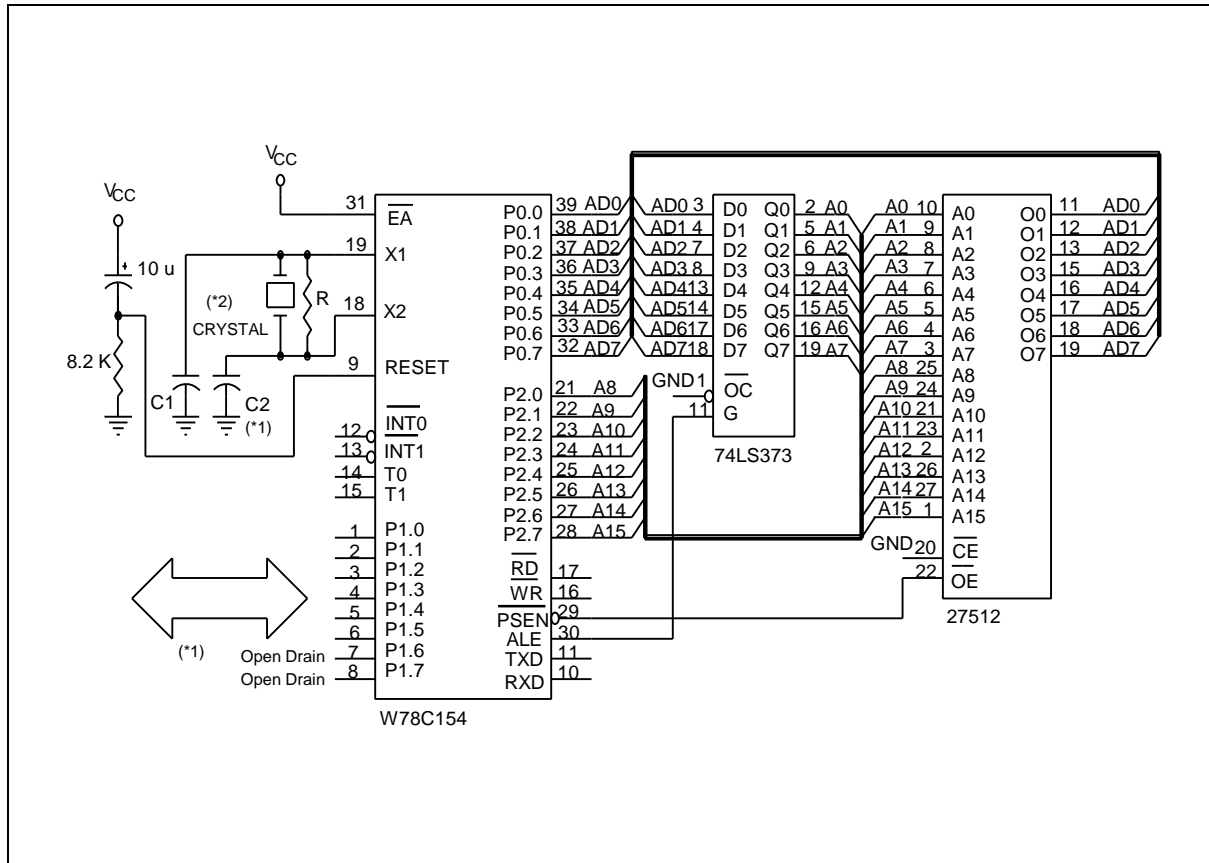 VCC
VCC
10 u
8.2 K
(*2)
CRYSTAL
R
C1
C2
(*1)
31 EA
19 X1
18 X2
9 RESET
12 INT0
13 INT1
14 T0
15 T1
1 P1.0
2 P1.1
3 P1.2
4 P1.3
5 P1.4
6 P1.5
Open Drain 7 P1.6
Open Drain 8 P1.7
(*1)
W78C154
P0.0 39 AD0
P0.1 38 AD1
P0.2 37 AD2
P0.3 36 AD3
P0.4 35 AD4
P0.5 34 AD5
P0.6 33 AD6
P0.7 32 AD7
P2.0 21 A8
P2.1 22 A9
P2.2 23 A10
P2.3 24 A11
P2.4 25 A12
P2.5 26 A13
P2.6 27 A14
P2.7 28 A15
RD 17
WR 16
PSEN 29
ALE 30
TXD 11
RXD 10
AD0 3 D0 Q0 2 A0
AD1 4 D1 Q1 5 A1
AD2 7 D2 Q2 6 A2
AD3 8 D3 Q3 9 A3
AD4 13 D4 Q4 12 A4
AD5 14 D5 Q5 15 A5
AD6 17 D6 Q6 16 A6
AD7 18 D7 Q7 19 A7
GND 1 OC
11 G
74LS373
A0 10 A0 O0 11 AD0
A1 9 A1 O1 12 AD1
A2 8 A2 O2 13 AD2
A3 7 A3 O3 15 AD3
A4 6 A4 O4 16 AD4
A5 5 A5 O5 17 AD5
A6 4 A6 O6 18 AD6
A7 3 A7 O7 19 AD7
A8 25 A8
A9 24 A9
A10 21 A10
A11 23 A11
A12 2 A12
A13 26 A13
A14 27 A14
A15 1 A15
GND 20 CE
22 OE
27512